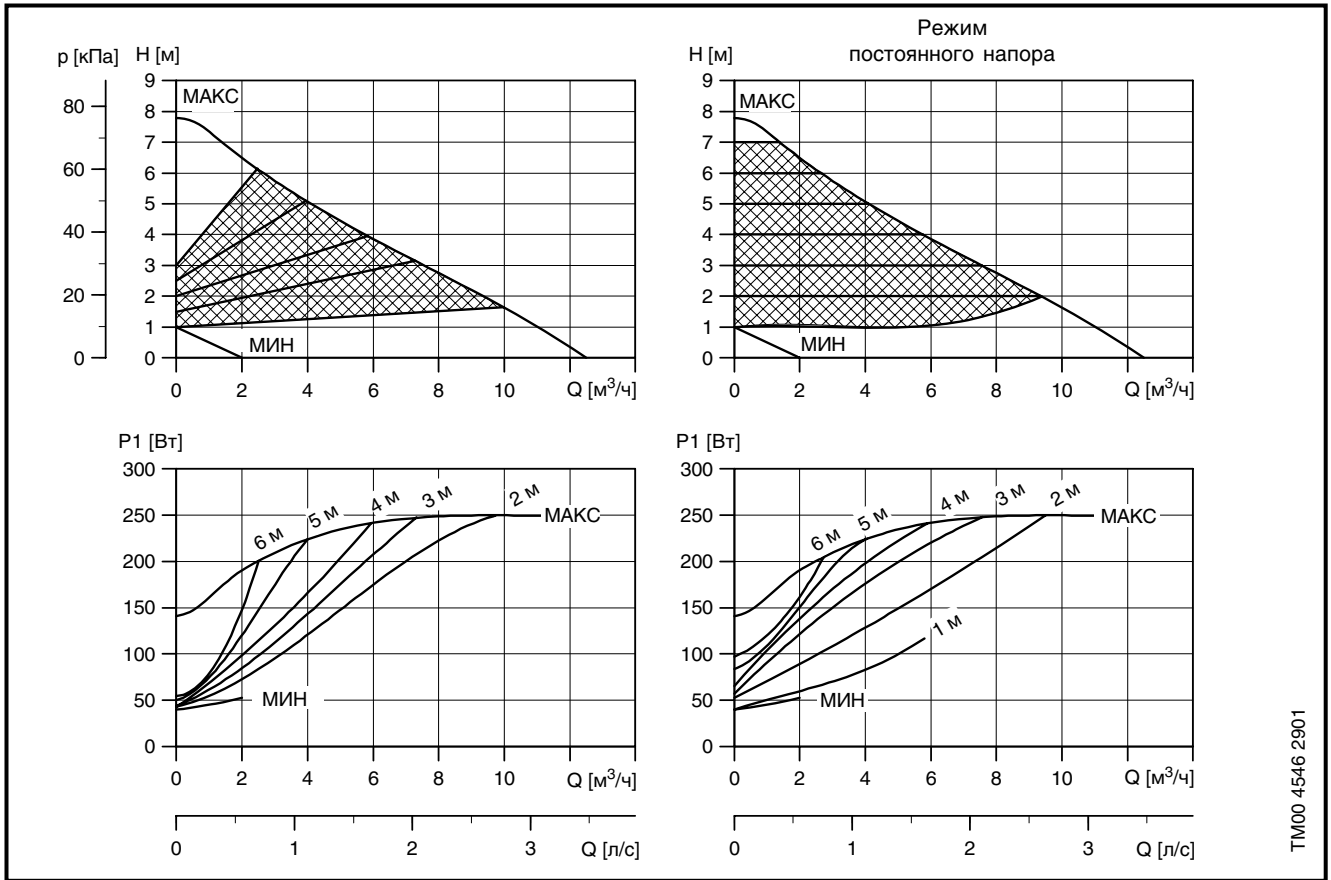 Режим
постоянного напора
p [кПа] H [м]
80
60
40
20
0
9
8
7
6
5
4
3
2
1
0
МАКС
МИН
0 2 4 6 8 10 Q [м³/ч]
H [м]
9
8
7
6
5
4
3
2
1
0
МАКС
МИН
0 2 4 6 8 10 Q [м³/ч]
P1 [Вт]
300
250
200
150
100
50
0
6 м 5 м 4 м 3 м 2 м
МАКС
МИН
0 2 4 6 8 10 Q [м³/ч]
0 1 2 3 Q [л/с]
P1 [Вт]
300
250
200
150
100
50
0
6 м 5 м 4 м 3 м 2 м
МАКС
1 м
МИН
0 2 4 6 8 10 Q [м³/ч]
0 1 2 3 Q [л/с]
TM00 4546 2901